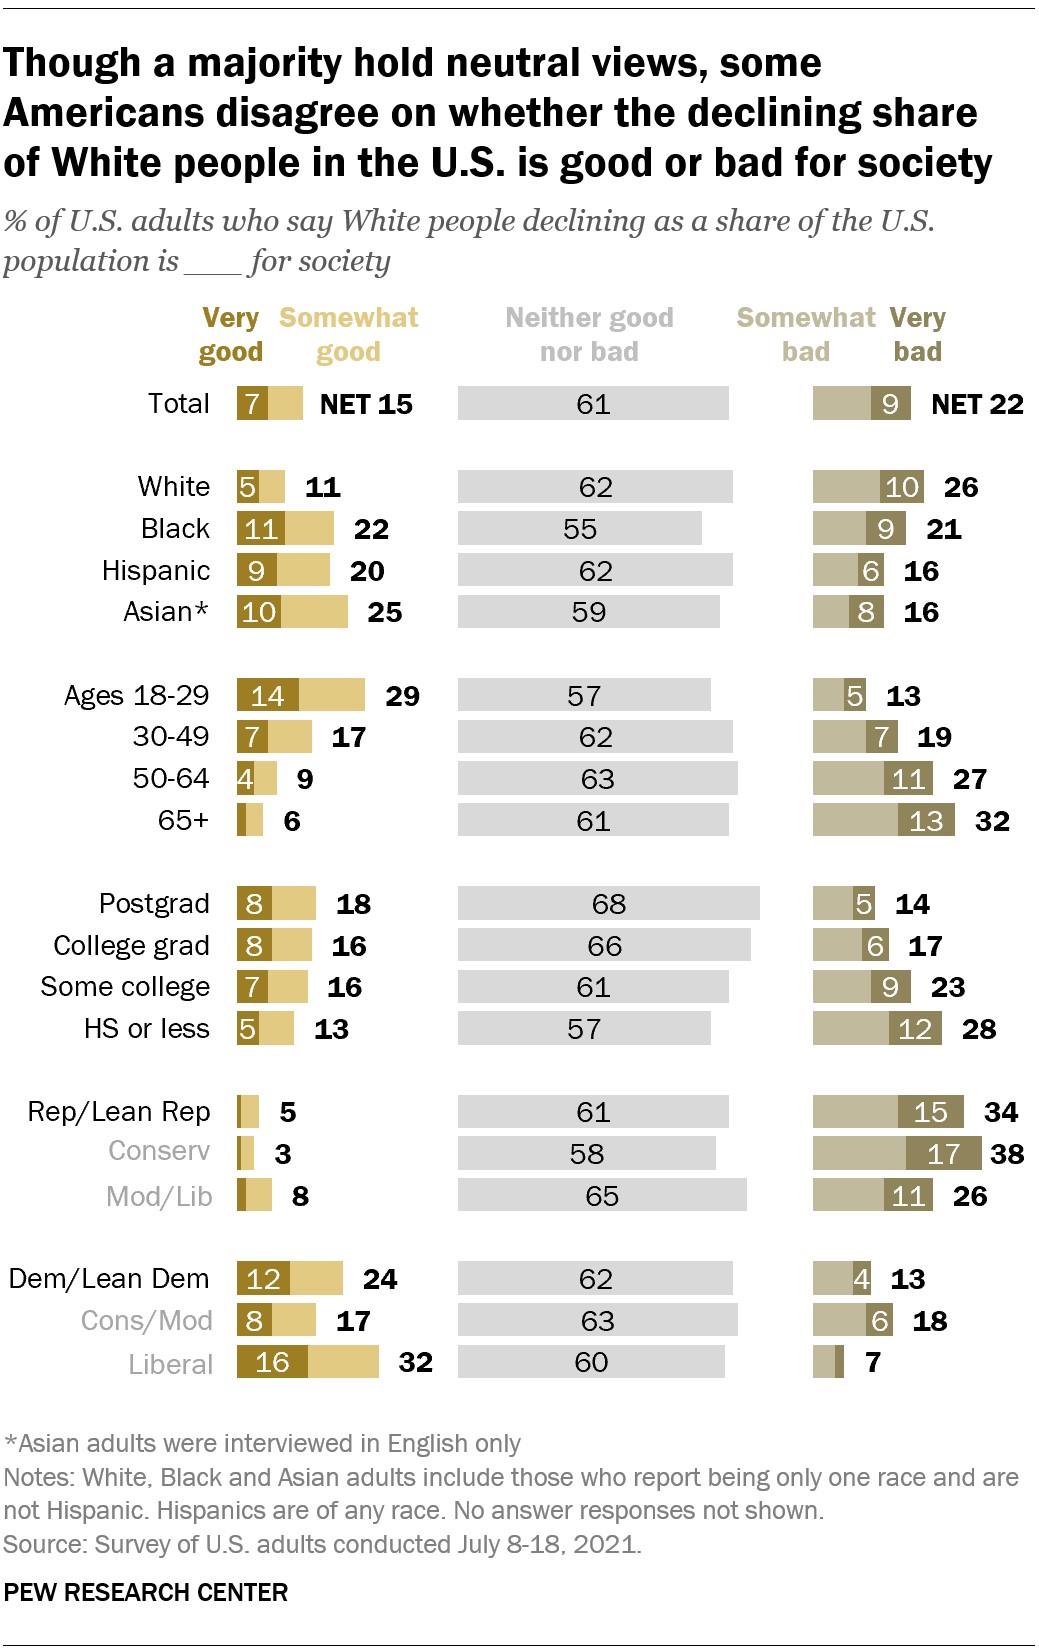 Though a majority hold neutral views, some
Americans disagree on whether the declining share
of White people in the U.S. is good or bad for society
% of U.S. adults who say White people declining as a share of the U.S.
population is ___ for society
Very good Somewhat good Neither good nor bad Somewhat bad Very bad
Total 7 NET 15 61 9 NET 22
White 5 11 62 10 26
Black 11 22 55 9 21
Hispanic 9 20 62 6 16
Asian* 10 25 59 8 16
Ages 18-29 14 29 57 5 13
30-49 7 17 62 7 19
50-64 4 9 63 11 27
65+ 6 61 13 32
Postgrad 8 18 68 5 14
College grad 8 16 66 6 17
Some college 7 16 61 9 23
HS or less 5 13 57 12 28
Rep/Lean Rep 5 61 15 34
Conserv 3 58 17 38
Mod/Lib 8 65 11 26
Dem/Lean Dem 12 24 62 4 13
Cons/Mod 8 17 63 6 18
Liberal 16 32 60 7
*Asian adults were interviewed in English only
Notes: White, Black and Asian adults include those who report being only one race and are
not Hispanic. Hispanics are of any race. No answer responses not shown.
Source: Survey of U.S. adults conducted July 8-18, 2021.
PEW RESEARCH CENTER